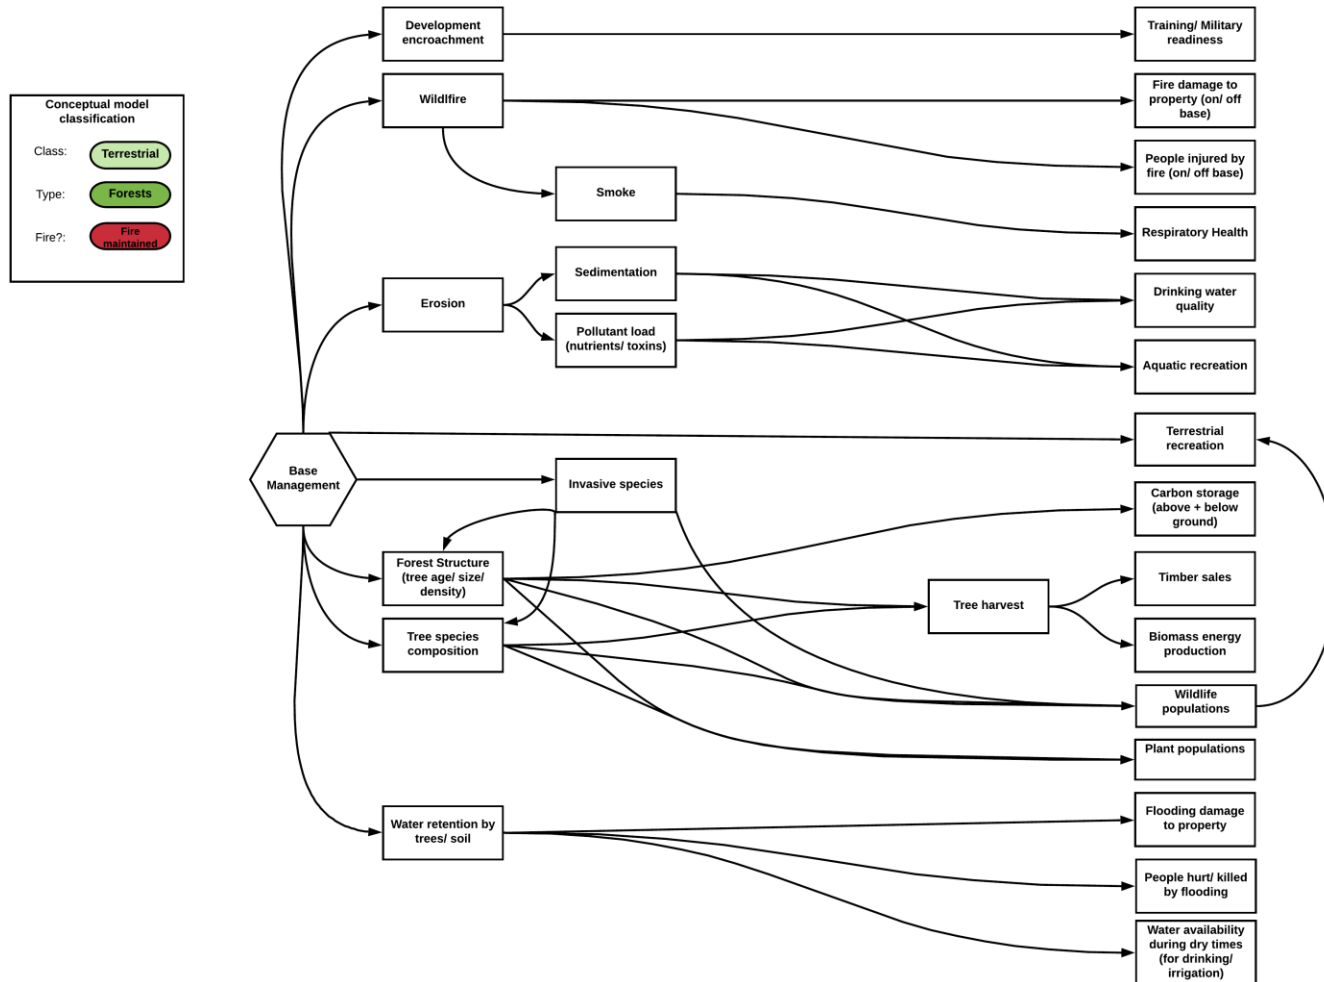 Conceptual model
classification
Class:
Terrestrial
Type:
Forests
Fire?:
Fire
maintained
Base
Management
Development
encroachment
Wildlfire
Smoke
Erosion
Sedimentation
Pollutant load
(nutrients/ toxins)
Invasive species
Forest Structure
(tree age/ size/
density)
Tree species
composition
Tree harvest
Water retention by
trees/ soil
Training/ Military
readiness
Fire damage to
property (on/ off
base)
People injured by
fire (on/ off base)
Respiratory Health
Drinking water
quality
Aquatic recreation
Terrestrial
recreation
Carbon storage
(above + below
ground)
Timber sales
Biomass energy
production
Wildlife
populations
Plant populations
Flooding damage
to property
People hurt/ killed
by flooding
Water availability
during dry times
(for drinking/
irrigation)